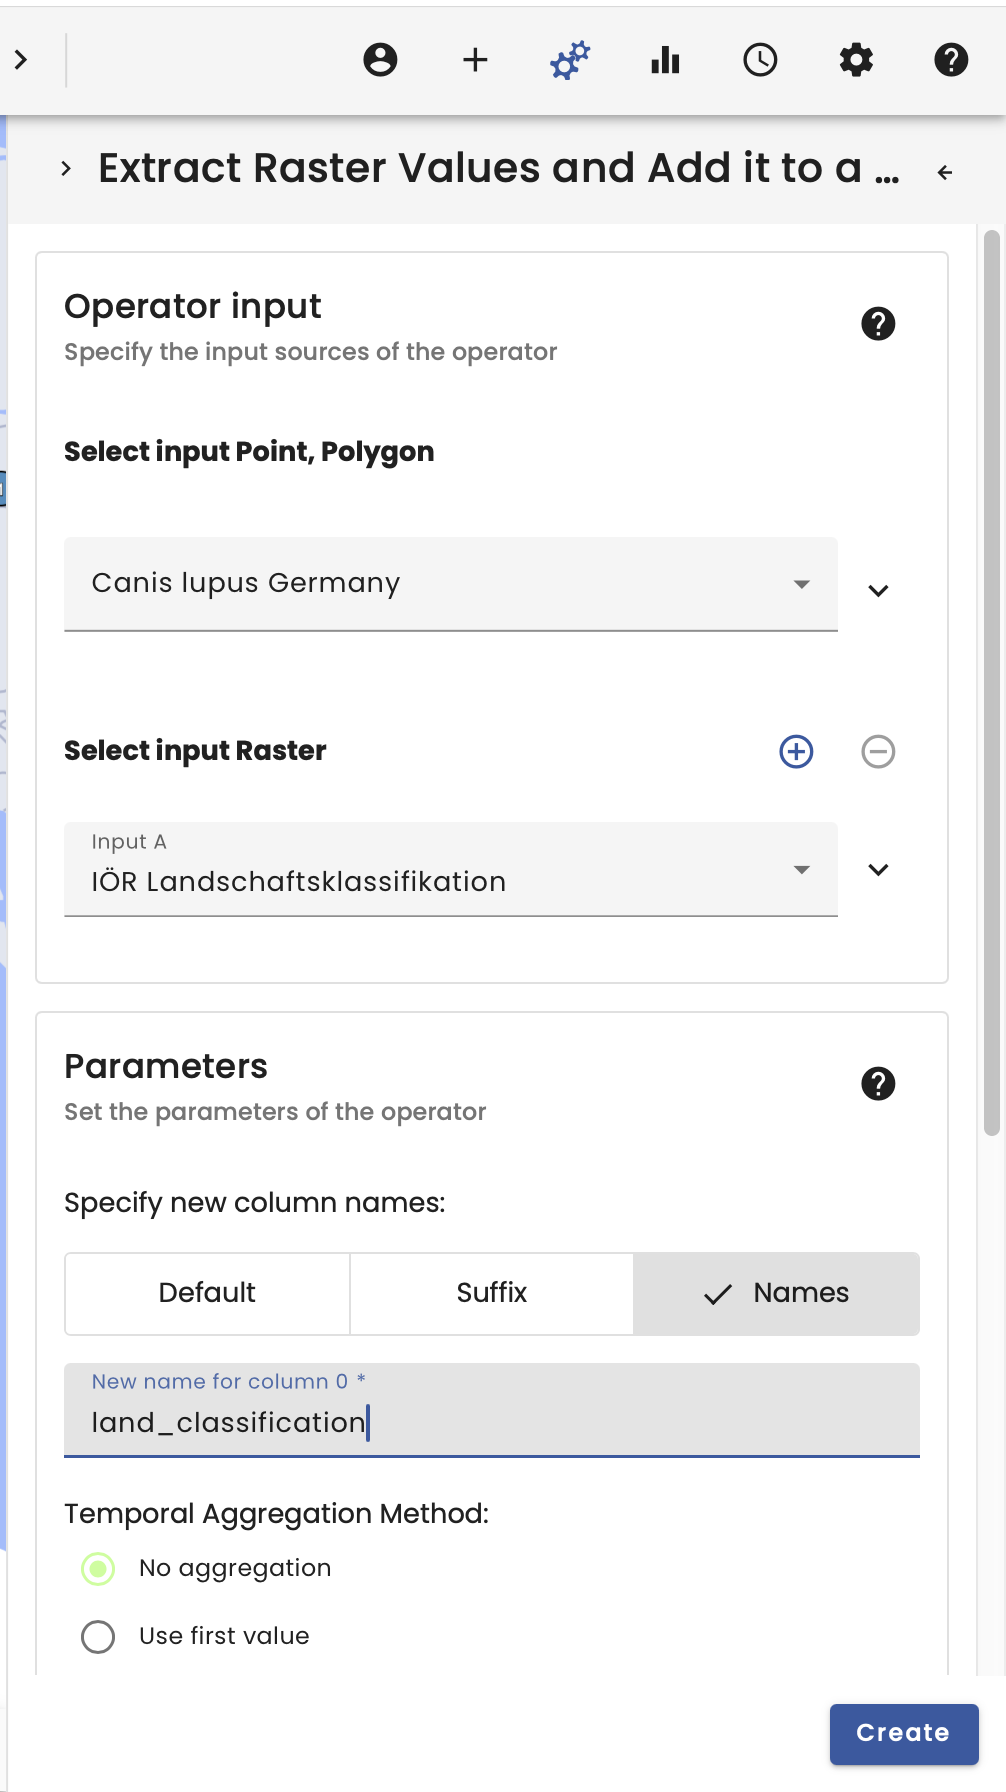 Extract Raster Values and Add it to a ...
Operator input
Specify the input sources of the operator
Select input Point, Polygon
Canis lupus Germany
Select input Raster
Input A
IÖR Landschaftsklassifikation
Parameters
Set the parameters of the operator
Specify new column names:
Default Suffix Names
New name for column 0 *
land_classification
Temporal Aggregation Method:
No aggregation
Use first value
Create